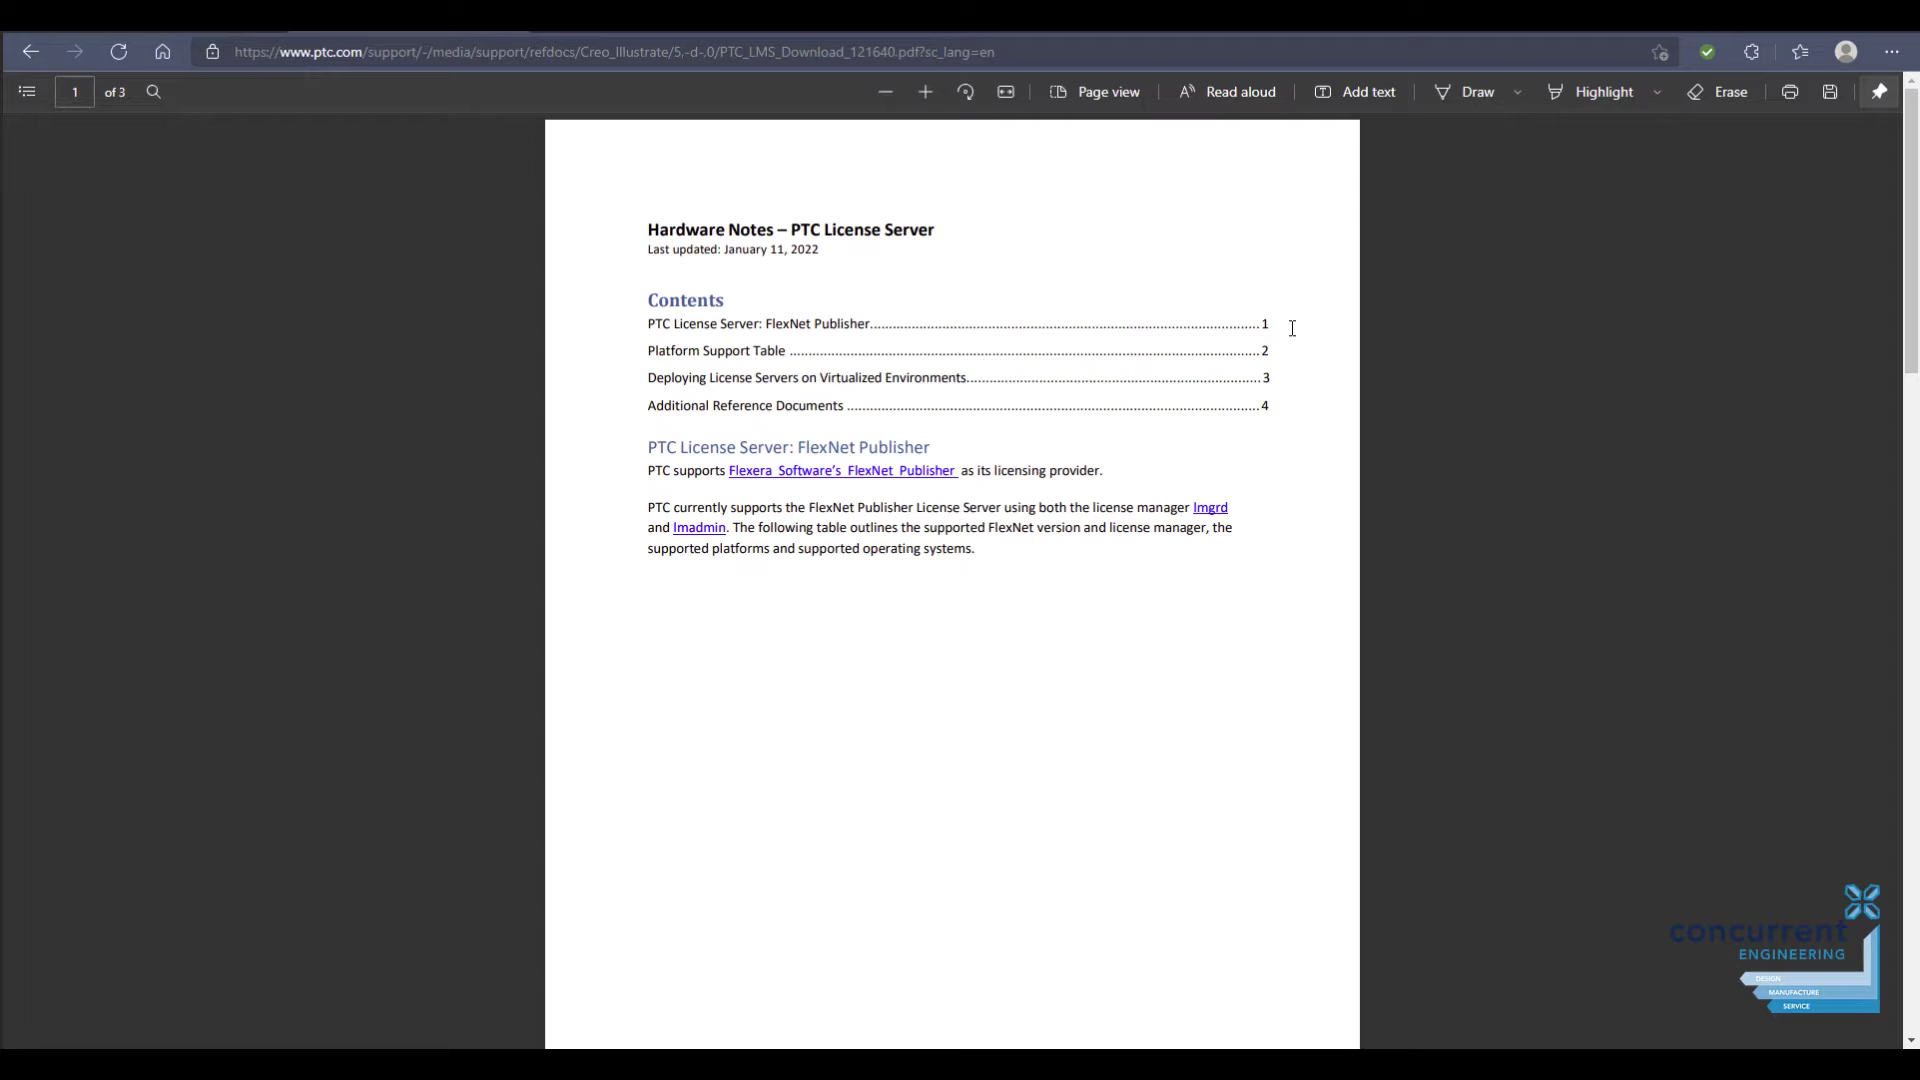 https://www.ptc.com/support/-/media/support/refdocs/Creo_Illustrate/5,-d-,0/PTC_LMS_Download_121640.pdf?sc_lang=en
1 of 3 Page view Read aloud Add text Draw Highlight Erase
Hardware Notes – PTC License Server
Last updated: January 11, 2022
Contents
PTC License Server: FlexNet Publisher 1
Platform Support Table 2
Deploying License Servers on Virtualized Environments 3
Additional Reference Documents 4
PTC License Server: FlexNet Publisher
PTC supports Flexera Software’s FlexNet Publisher as its licensing provider.
PTC currently supports the FlexNet Publisher License Server using both the license manager lmgrd
and lmadmin. The following table outlines the supported FlexNet version and license manager, the
supported platforms and supported operating systems.
concurrent
ENGINEERING
DESIGN
MANUFACTURE
SERVICE